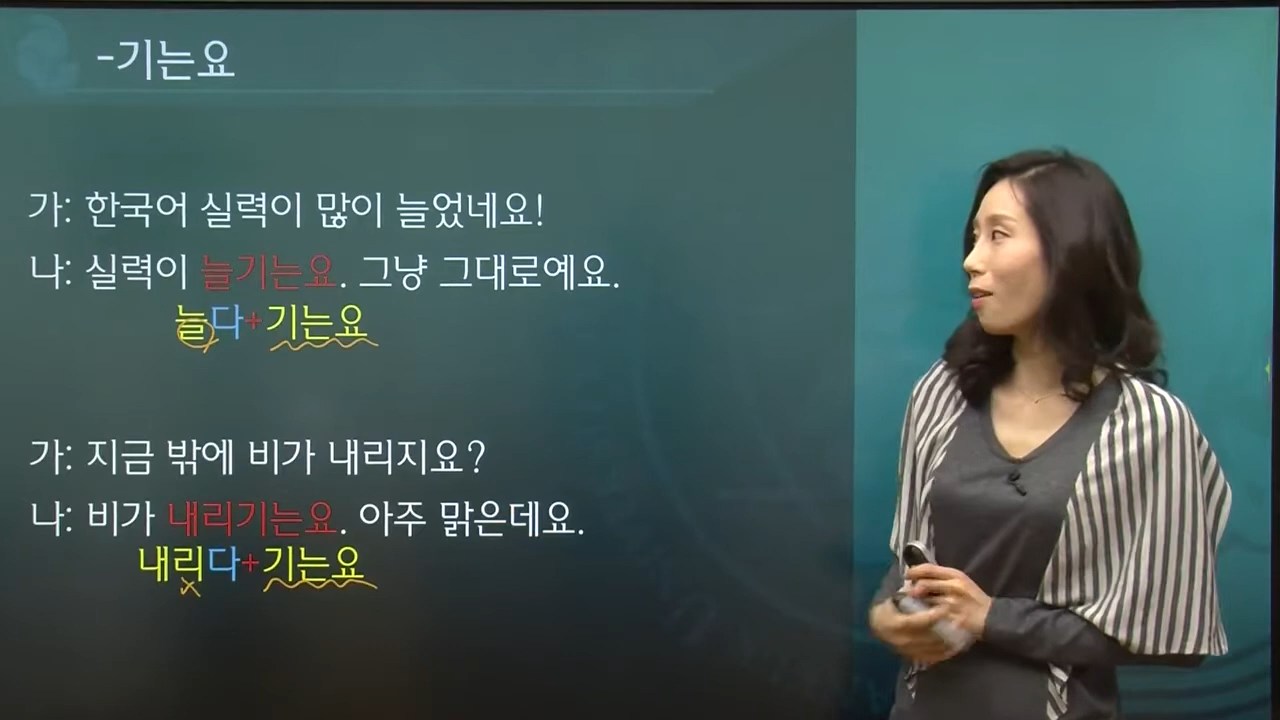 -기는요
가: 한국어 실력이 많이 늘었네요!
나: 실력이 늘기는요. 그냥 그대로예요.
늘다+기는요
가: 지금 밖에 비가 내리지요?
나: 비가 내리기는요. 아주 맑은데요.
내리다+기는요